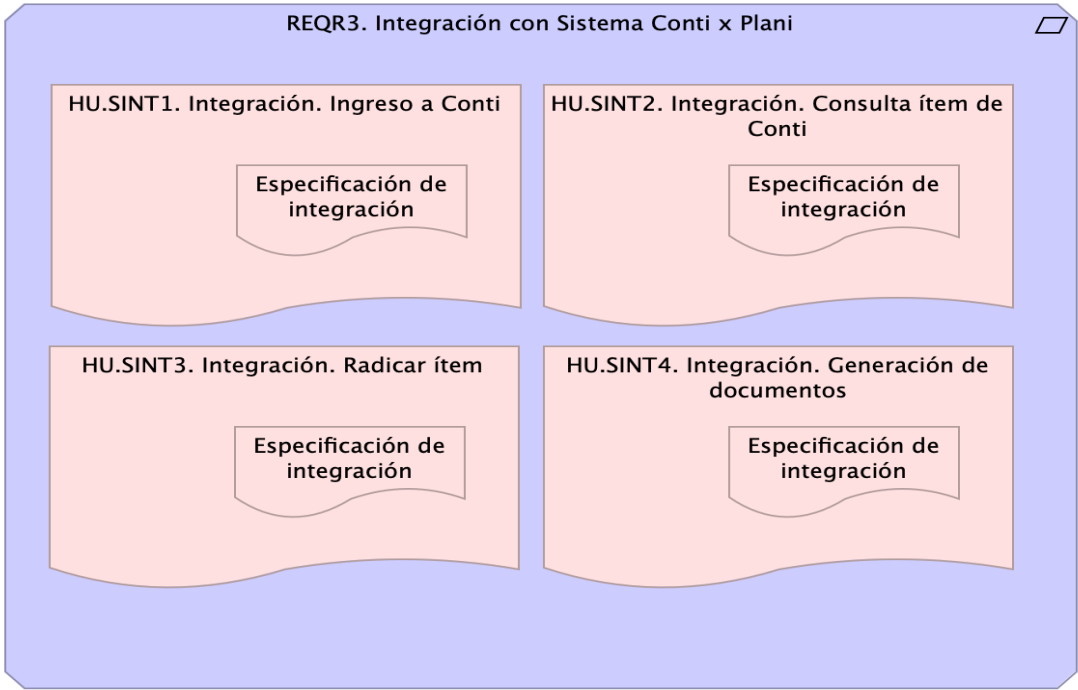 REQR3. Integración con Sistema Conti x Plani
HU.SINT1. Integración. Ingreso a Conti
Especificación de
integración
HU.SINT2. Integración. Consulta ítem de
Conti
Especificación de
integración
HU.SINT3. Integración. Radicar ítem
Especificación de
integración
HU.SINT4. Integración. Generación de
documentos
Especificación de
integración